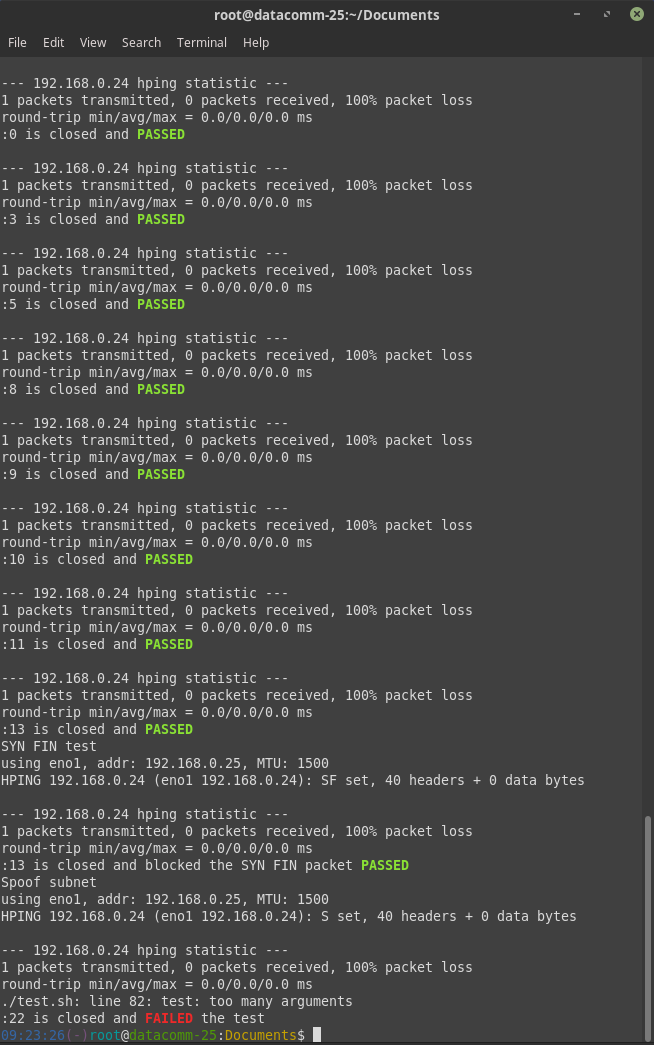 root@datacomm-25:~/Documents
File Edit View Search Terminal Help
--- 192.168.0.24 hping statistic ---
1 packets transmitted, 0 packets received, 100% packet loss
round-trip min/avg/max = 0.0/0.0/0.0 ms
:0 is closed and PASSED
--- 192.168.0.24 hping statistic ---
1 packets transmitted, 0 packets received, 100% packet loss
round-trip min/avg/max = 0.0/0.0/0.0 ms
:3 is closed and PASSED
--- 192.168.0.24 hping statistic ---
1 packets transmitted, 0 packets received, 100% packet loss
round-trip min/avg/max = 0.0/0.0/0.0 ms
:5 is closed and PASSED
--- 192.168.0.24 hping statistic ---
1 packets transmitted, 0 packets received, 100% packet loss
round-trip min/avg/max = 0.0/0.0/0.0 ms
:8 is closed and PASSED
--- 192.168.0.24 hping statistic ---
1 packets transmitted, 0 packets received, 100% packet loss
round-trip min/avg/max = 0.0/0.0/0.0 ms
:9 is closed and PASSED
--- 192.168.0.24 hping statistic ---
1 packets transmitted, 0 packets received, 100% packet loss
round-trip min/avg/max = 0.0/0.0/0.0 ms
:10 is closed and PASSED
--- 192.168.0.24 hping statistic ---
1 packets transmitted, 0 packets received, 100% packet loss
round-trip min/avg/max = 0.0/0.0/0.0 ms
:11 is closed and PASSED
--- 192.168.0.24 hping statistic ---
1 packets transmitted, 0 packets received, 100% packet loss
round-trip min/avg/max = 0.0/0.0/0.0 ms
:13 is closed and PASSED
SYN FIN test
using eno1, addr: 192.168.0.25, MTU: 1500
HPING 192.168.0.24 (eno1 192.168.0.24): SF set, 40 headers + 0 data bytes
--- 192.168.0.24 hping statistic ---
1 packets transmitted, 0 packets received, 100% packet loss
round-trip min/avg/max = 0.0/0.0/0.0 ms
:13 is closed and blocked the SYN FIN packet PASSED
Spoof subnet
using eno1, addr: 192.168.0.25, MTU: 1500
HPING 192.168.0.24 (eno1 192.168.0.24): S set, 40 headers + 0 data bytes
--- 192.168.0.24 hping statistic ---
1 packets transmitted, 0 packets received, 100% packet loss
round-trip min/avg/max = 0.0/0.0/0.0 ms
./test.sh: line 82: test: too many arguments
:22 is closed and FAILED the test
09:23:26(-)root@datacomm-25:Documents$